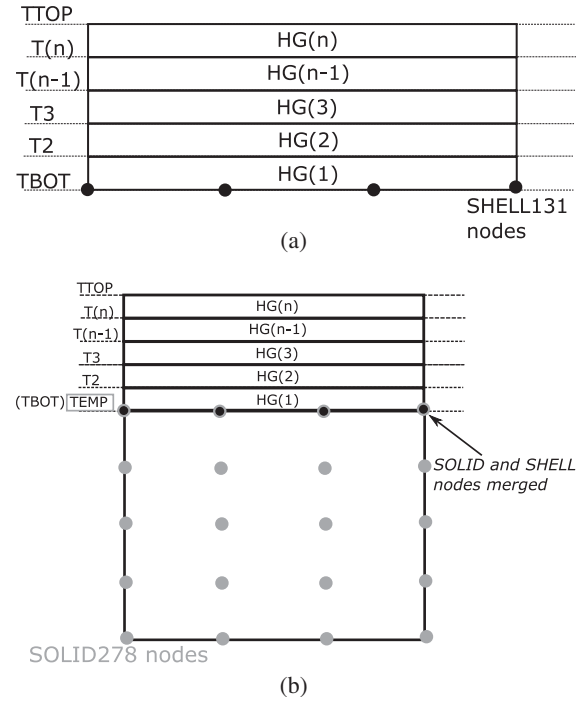 TTOP
HG(n)
T(n)
HG(n-1)
T(n-1)
HG(3)
T3
HG(2)
T2
HG(1)
TBOT
SHELL131
nodes
(a)
TTOP
HG(n)
T(n)
HG(n-1)
T(n-1)
HG(3)
T3
HG(2)
T2
HG(1)
(TBOT) TEMP
SOLID and SHELL
nodes merged
SOLID278 nodes
(b)